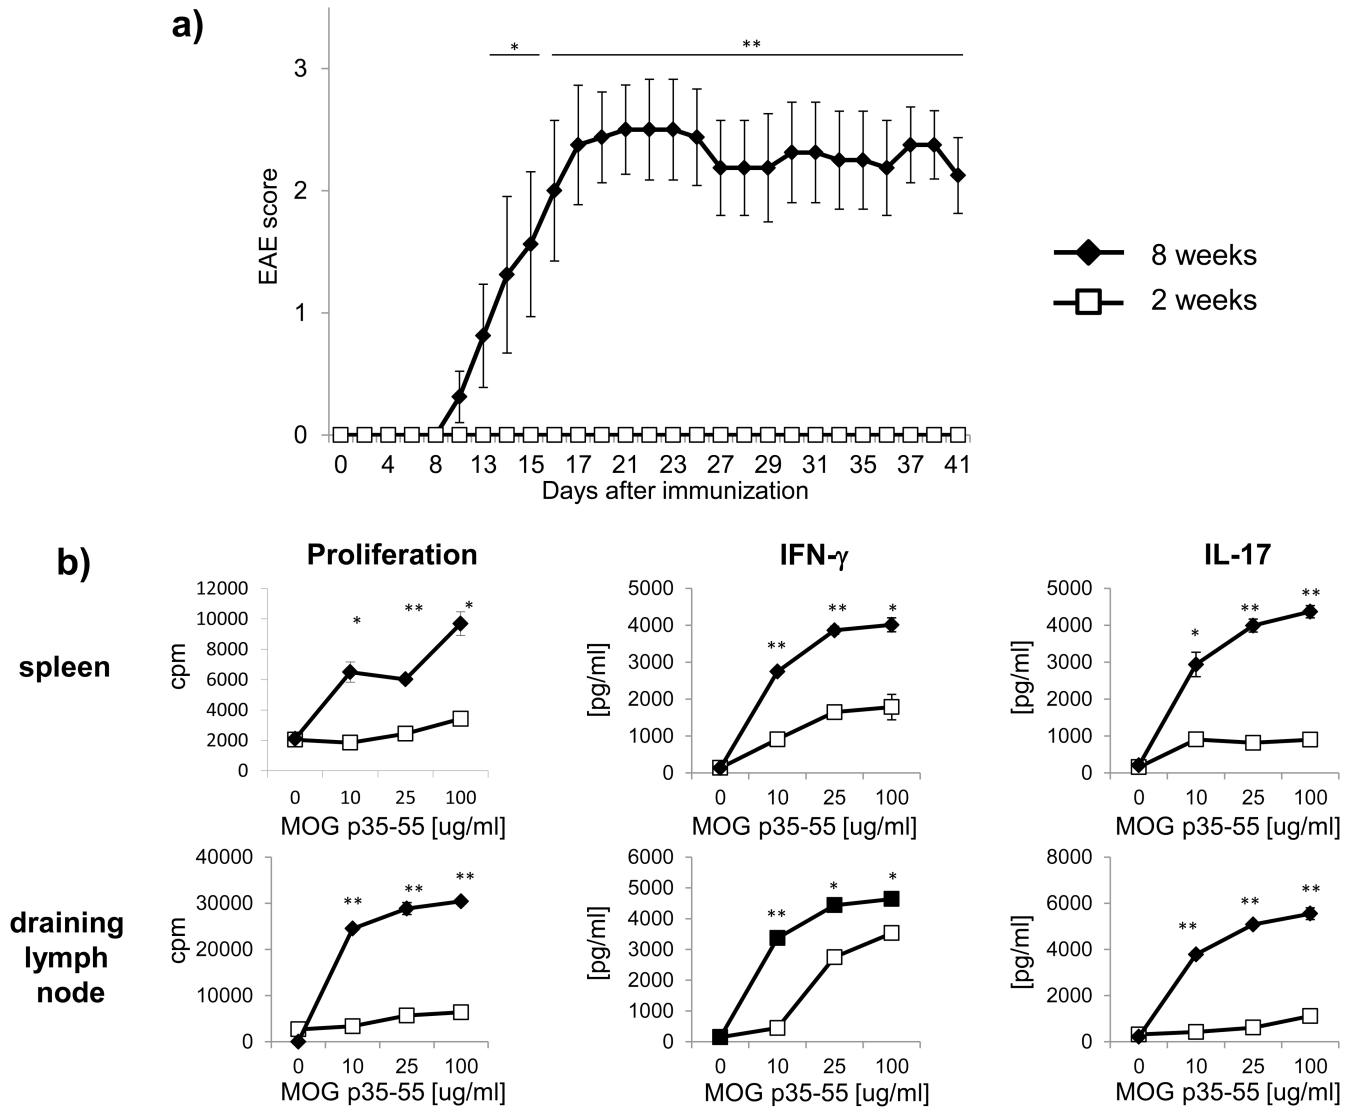 a)
*
**
3
2
1
0
EAE score
0 4 8 13 15 17 21 23 27 29 31 35 37 41
Days after immunization
8 weeks
2 weeks
b)
Proliferation
IFN-γ
IL-17
spleen
12000
10000
8000
6000
4000
2000
0
cpm
* ** *
0 10 25 100
MOG p35-55 [ug/ml]
5000
4000
3000
2000
1000
0
[pg/ml]
** ** *
0 10 25 100
MOG p35-55 [ug/ml]
5000
4000
3000
2000
1000
0
[pg/ml]
* ** **
0 10 25 100
MOG p35-55 [ug/ml]
draining
lymph
node
40000
30000
20000
10000
0
cpm
** ** **
0 10 25 100
MOG p35-55 [ug/ml]
6000
5000
4000
3000
2000
1000
0
[pg/ml]
** * *
0 10 25 100
MOG p35-55 [ug/ml]
8000
6000
4000
2000
0
[pg/ml]
** ** **
0 10 25 100
MOG p35-55 [ug/ml]